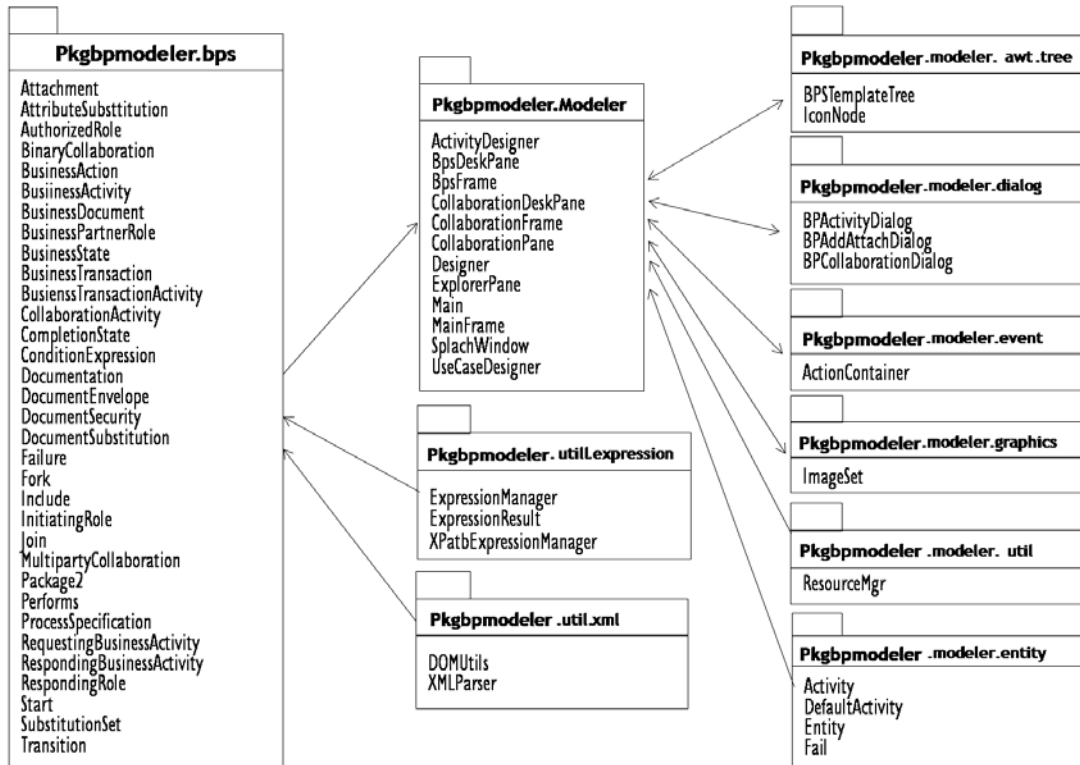 Pkgbpmodeler.bps
Attachment
AttributeSubsttitution
AuthorizedRole
BinaryCollaboration
BusinessAction
BusiinessActivity
BusinessDocument
BusinessPartnerRole
BusinessState
BusinessTransaction
BusienssTransactionActivity
CollaborationActivity
CompletionState
ConditionExpression
Documentation
DocumentEnvelope
DocumentSecurity
DocumentSubstitution
Failure
Fork
Include
InitiatingRole
Join
MultipartyCollaboration
Package2
Performs
ProcessSpecification
RequestingBusinessActivity
RespondingBusinessActivity
RespondingRole
Start
SubstitutionSet
Transition
Pkgbpmodeler.Modeler
ActivityDesigner
BpsDeskPane
BpsFrame
CollaborationDeskPane
CollaborationFrame
CollaborationPane
Designer
ExplorerPane
Main
MainFrame
SplachWindow
UseCaseDesigner
Pkgbpmodeler. utill.expression
ExpressionManager
ExpressionResult
XPatbExpressionManager
Pkgbpmodeler .util.xml
DOMUtils
XMLParser
Pkgbpmodeler .modeler. awt.tree
BPSTemplateTree
IconNode
Pkgbpmodeler.modeler.dialog
BPActivityDialog
BPAddAttachDialog
BPCollaborationDialog
Pkgbpmodeler .modeler.event
ActionContainer
Pkgbpmodeler.modeler.graphics
ImageSet
Pkgbpmodeler .modeler. util
ResourceMgr
Pkgbpmodeler .modeler.entity
Activity
DefaultActivity
Entity
Fail